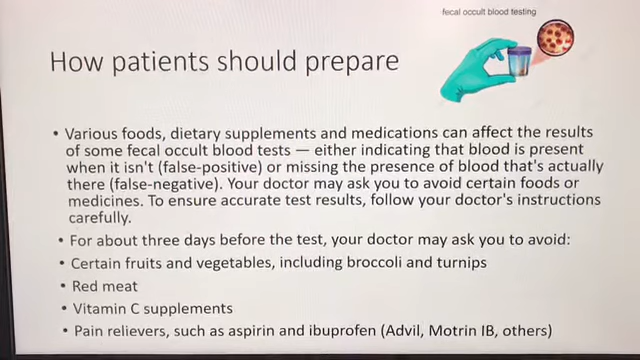 fecal occult blood testing
How patients should prepare
• Various foods, dietary supplements and medications can affect the results
of some fecal occult blood tests — either indicating that blood is present
when it isn't (false-positive) or missing the presence of blood that's actually
there (false-negative). Your doctor may ask you to avoid certain foods or
medicines. To ensure accurate test results, follow your doctor's instructions
carefully.
• For about three days before the test, your doctor may ask you to avoid:
• Certain fruits and vegetables, including broccoli and turnips
• Red meat
• Vitamin C supplements
• Pain relievers, such as aspirin and ibuprofen (Advil, Motrin IB, others)